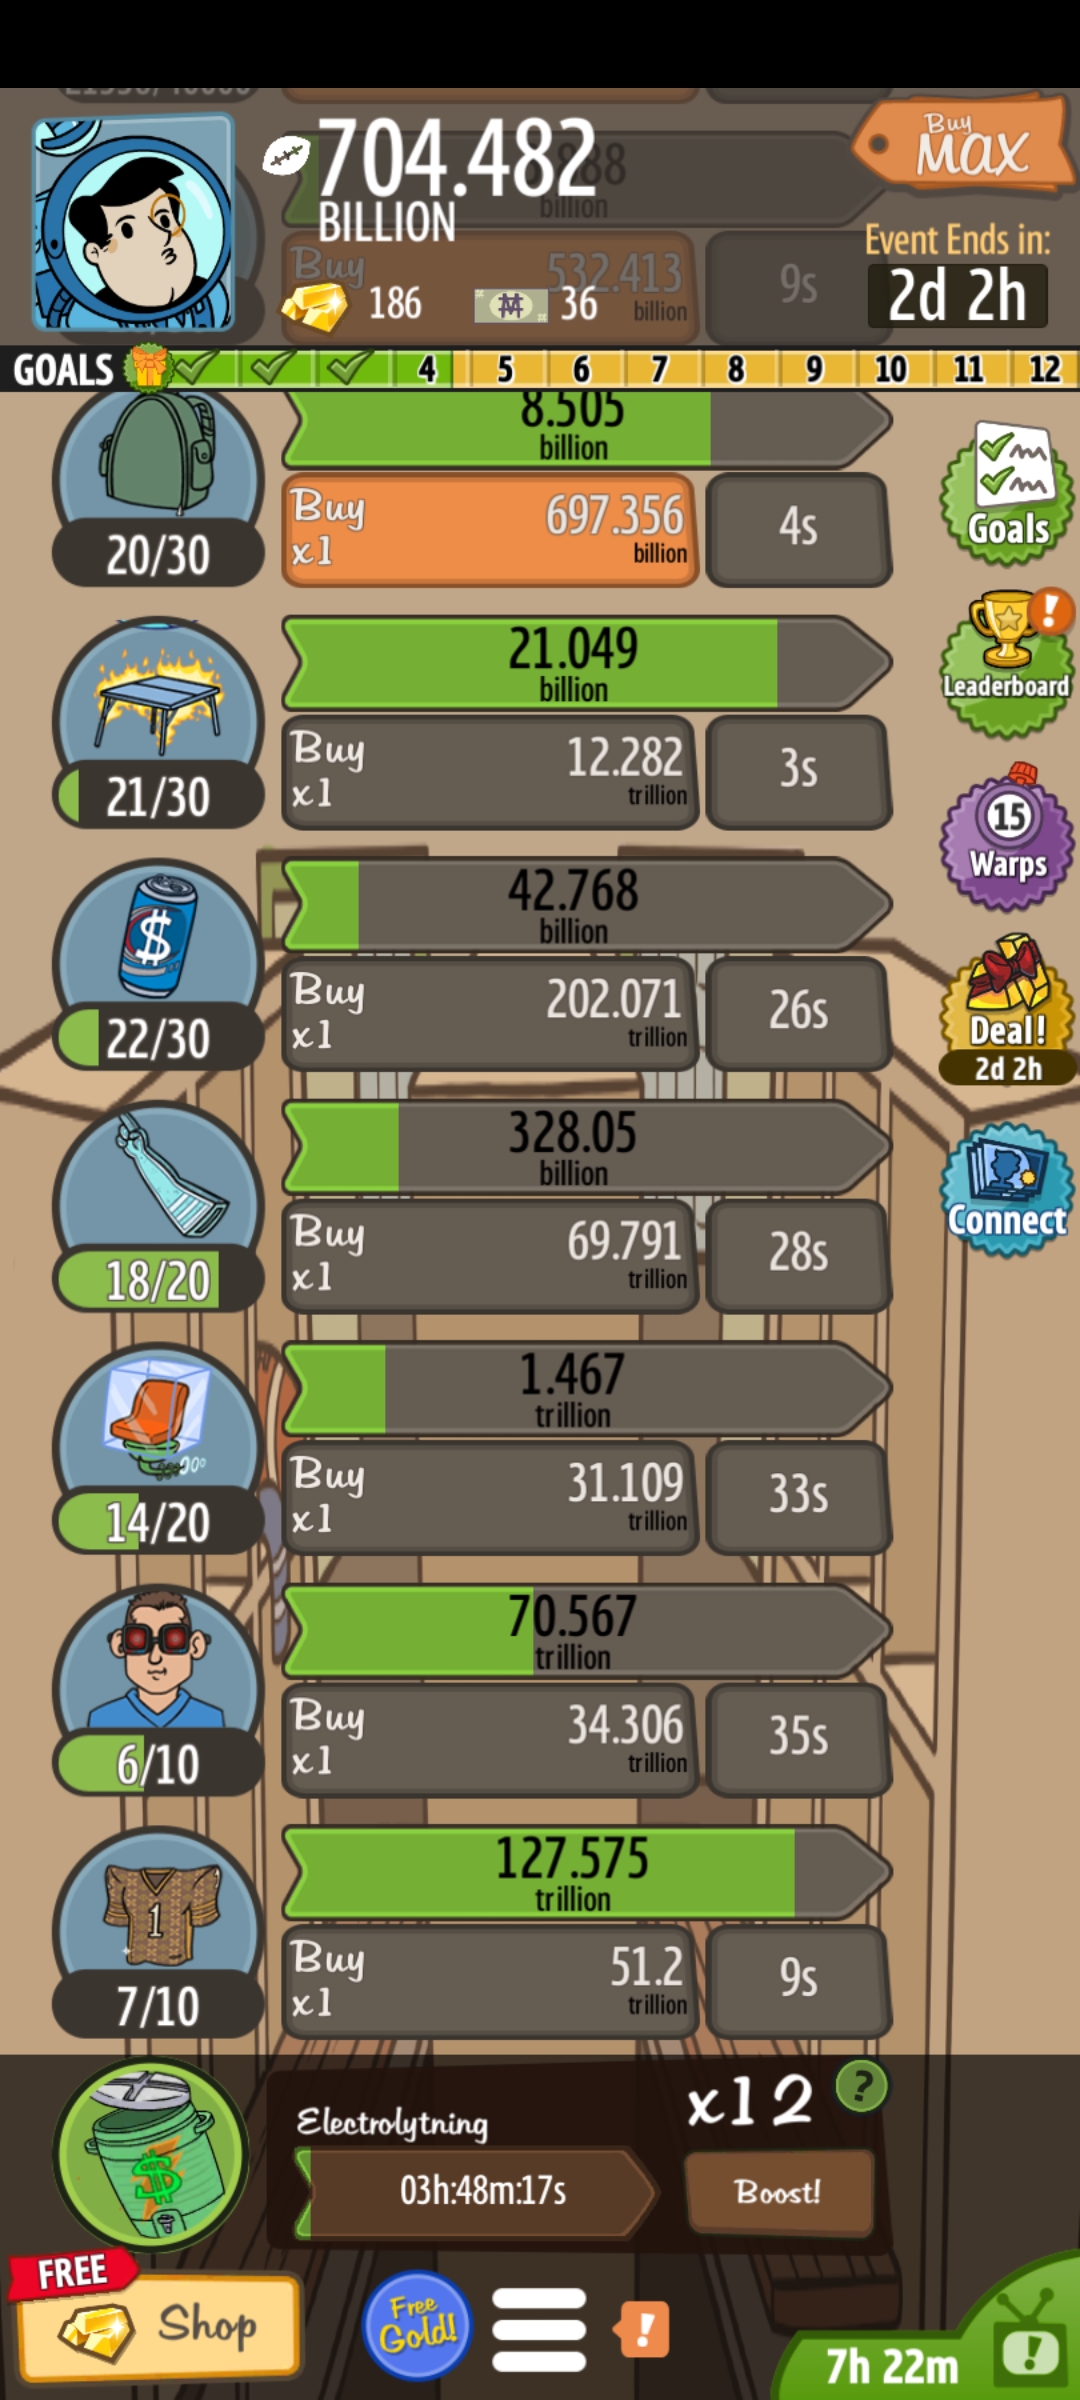 704.482
BILLION
888
billion
Buy
MAX
Event Ends in:
2d 2h
Buy
532.413
billion
9s
186
M
36
GOALS
4
5
6
7
8
9
10
11
12
8.505
billion
Buy
x1
697.356
billion
4s
20/30
Goals
21.049
billion
Buy
x1
12.282
trillion
3s
21/30
!
Leaderboard
42.768
billion
Buy
x1
202.071
trillion
26s
$
22/30
15
Warps
Deal!
2d 2h
328.05
billion
Buy
x1
69.791
trillion
28s
18/20
Connect
1.467
trillion
Buy
x1
31.109
trillion
33s
14/20
70.567
trillion
Buy
x1
34.306
trillion
35s
6/10
127.575
trillion
Buy
x1
51.2
trillion
9s
1
7/10
$
Electrolytning
03h:48m:17s
x12
?
Boost!
FREE
Shop
Free
Gold!
!
7h 22m
!